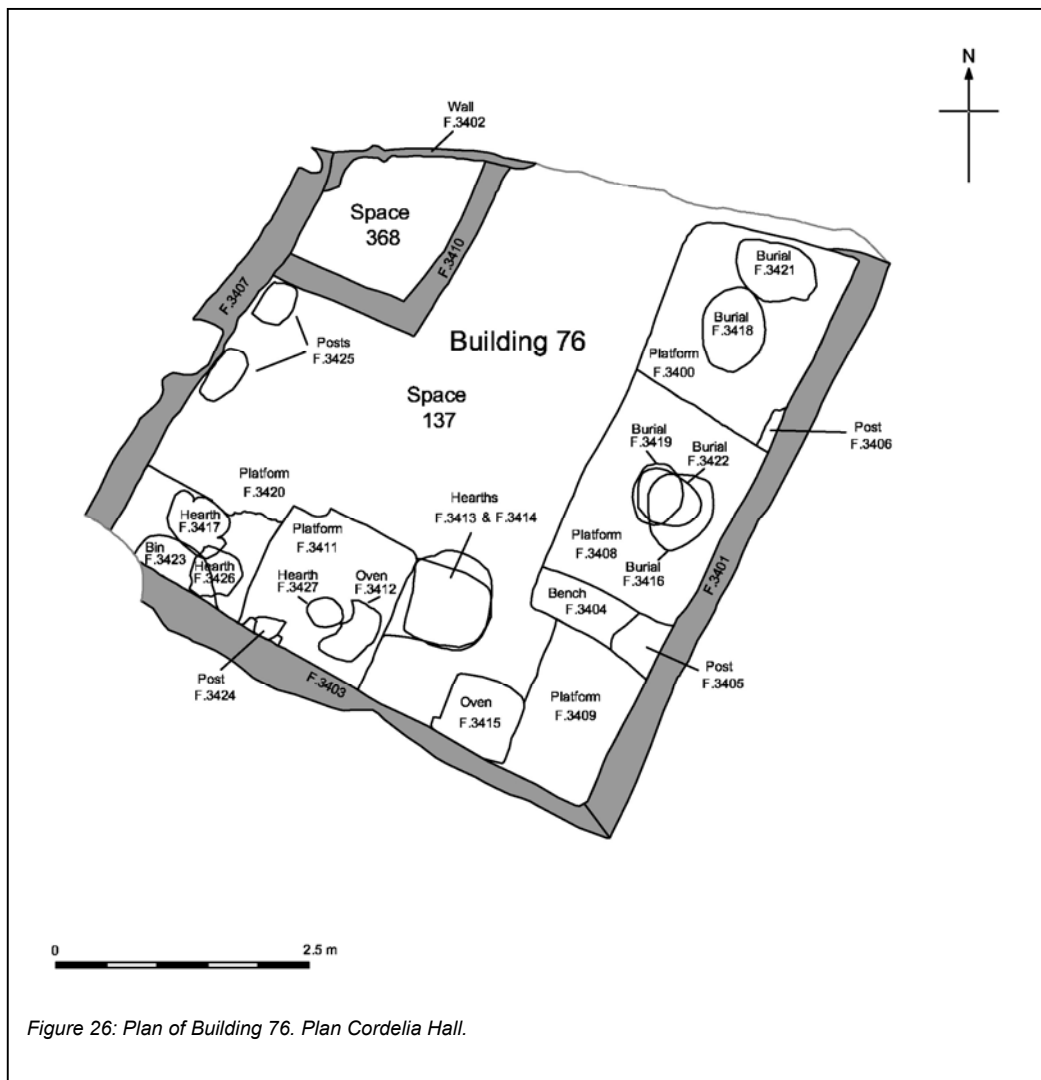 N
Wall
F.3402
Space
368
F.3410
F.3407
Burial
F.3421
Burial
F.3418
Posts
F.3425
Building 76
Platform
F.3400
Space
137
Post
F.3406
Burial
F.3419
Burial
F.3422
Platform
F.3420
Hearths
F.3413 & F.3414
Hearth
F.3417
Platform
F.3411
Platform
F.3408
Bin
F.3423
Hearth
F.3426
Hearth
F.3427
Oven
F.3412
Burial
F.3416
F.3401
Bench
F.3404
Post
F.3405
Post
F.3424
F.3403
Oven
F.3415
Platform
F.3409
0 2.5 m
Figure 26: Plan of Building 76. Plan Cordelia Hall.